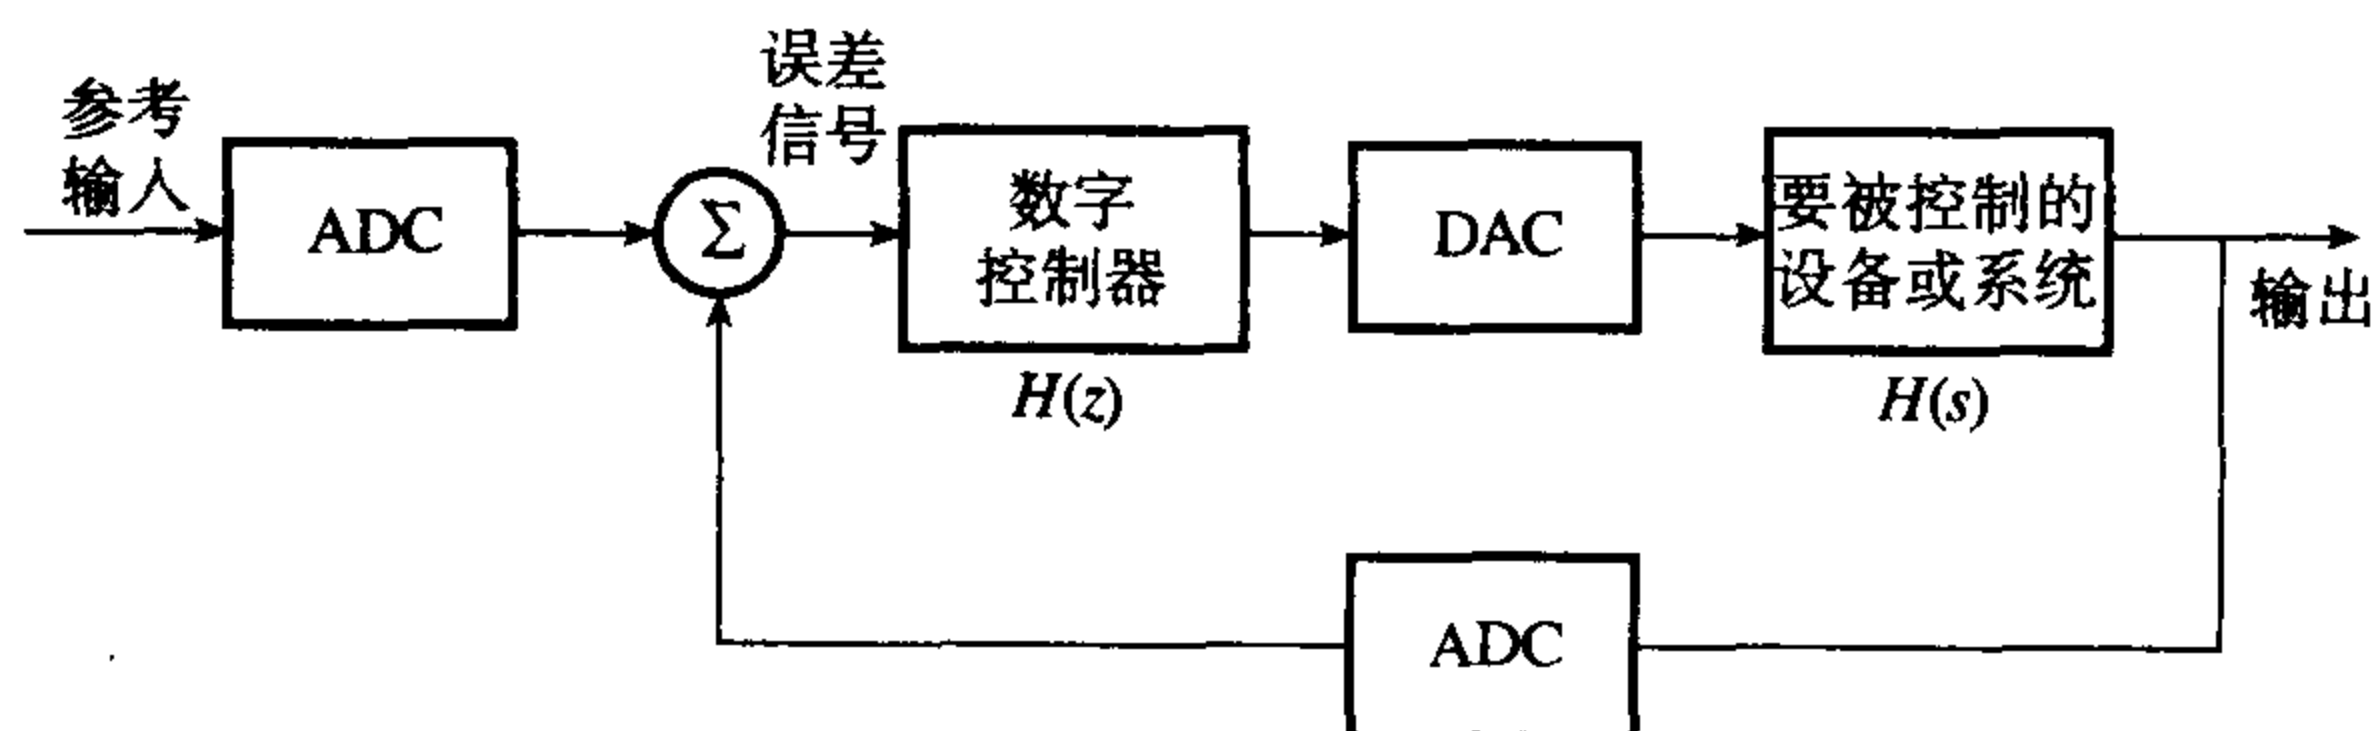 参考
输入
ADC
Σ
误差
信号
数字
控制器
H(z)
DAC
要被控制的
设备或系统
H(s)
输出
ADC